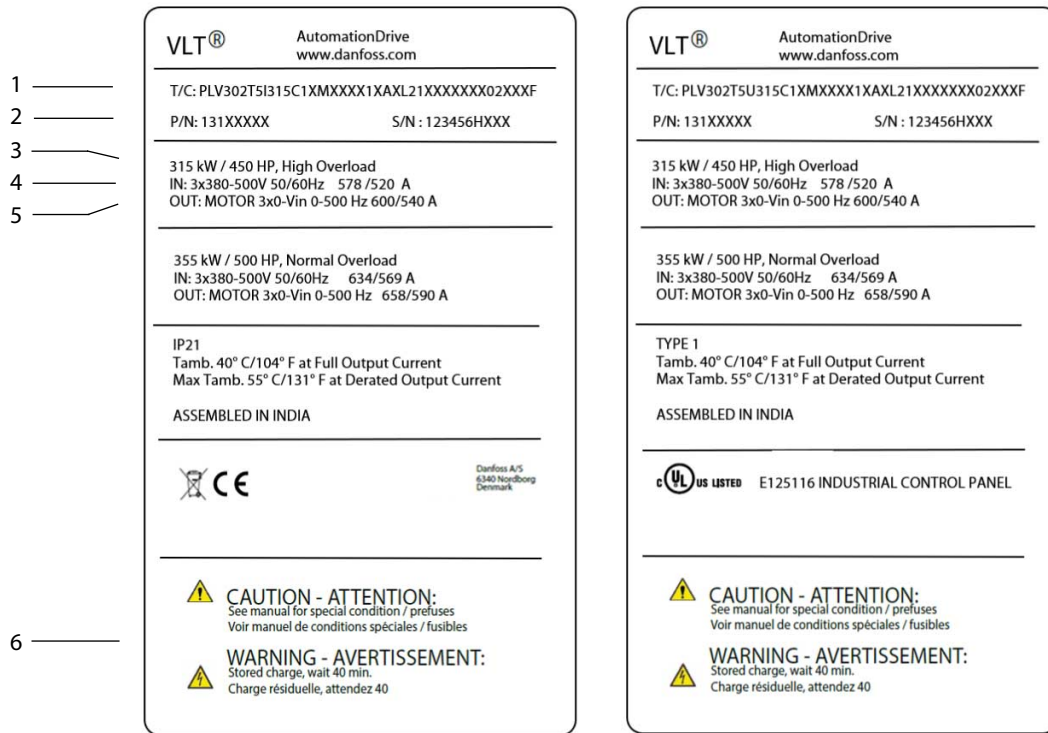 1
2
3
4
5
6
VLT®
AutomationDrive
www.danfoss.com
T/C: PLV302T5I315C1XMXXXX1XAXL21XXXXXXX02XXXF
P/N: 131XXXXX S/N : 123456HXXX
315 kW / 450 HP, High Overload
IN: 3x380-500V 50/60Hz 578 /520 A
OUT: MOTOR 3x0-Vin 0-500 Hz 600/540 A
355 kW / 500 HP, Normal Overload
IN: 3x380-500V 50/60Hz 634/569 A
OUT: MOTOR 3x0-Vin 0-500 Hz 658/590 A
IP21
Tamb. 40° C/104° F at Full Output Current
Max Tamb. 55° C/131° F at Derated Output Current
ASSEMBLED IN INDIA
CE
Danfoss A/S
6340 Nordborg
Denmark
CAUTION - ATTENTION:
See manual for special condition / prefuses
Voir manuel de conditions spéciales / fusibles
WARNING - AVERTISSEMENT:
Stored charge, wait 40 min.
Charge résiduelle, attendez 40
VLT®
AutomationDrive
www.danfoss.com
T/C: PLV302T5U315C1XMXXXX1XAXL21XXXXXXX02XXXF
P/N: 131XXXXX S/N : 123456HXXX
315 kW / 450 HP, High Overload
IN: 3x380-500V 50/60Hz 578 /520 A
OUT: MOTOR 3x0-Vin 0-500 Hz 600/540 A
355 kW / 500 HP, Normal Overload
IN: 3x380-500V 50/60Hz 634/569 A
OUT: MOTOR 3x0-Vin 0-500 Hz 658/590 A
TYPE 1
Tamb. 40° C/104° F at Full Output Current
Max Tamb. 55° C/131° F at Derated Output Current
ASSEMBLED IN INDIA
c UL US LISTED E125116 INDUSTRIAL CONTROL PANEL
CAUTION - ATTENTION:
See manual for special condition / prefuses
Voir manuel de conditions spéciales / fusibles
WARNING - AVERTISSEMENT:
Stored charge, wait 40 min.
Charge résiduelle, attendez 40